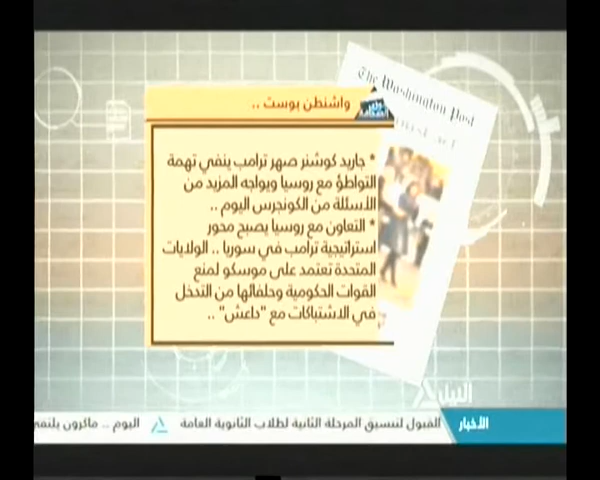 The Washington Post
واشنطن بوست ..
* جاريد كوشنر صهر ترامب ينفي تهمة
التواطؤ مع روسيا ويواجه المزيد من
الأسئلة من الكونجرس اليوم ..
* التعاون مع روسيا يصبح محور
استراتيجية ترامب في سوريا .. الولايات
المتحدة تعتمد على موسكو لمنع
القوات الحكومية وحلفائها من التدخل
في الاشتباكات مع "داعش" ..
النيل
الأخبار
القبول لتنسيق المرحلة الثانية لطلاب الثانوية العامة
اليوم .. ماكرون يلتقي